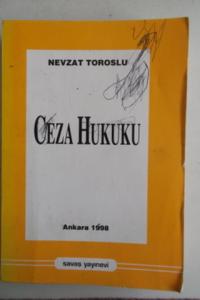 NEVZAT TOROSLU
CEZA HUKUKU
Ankara 1998
savaş yayınevi